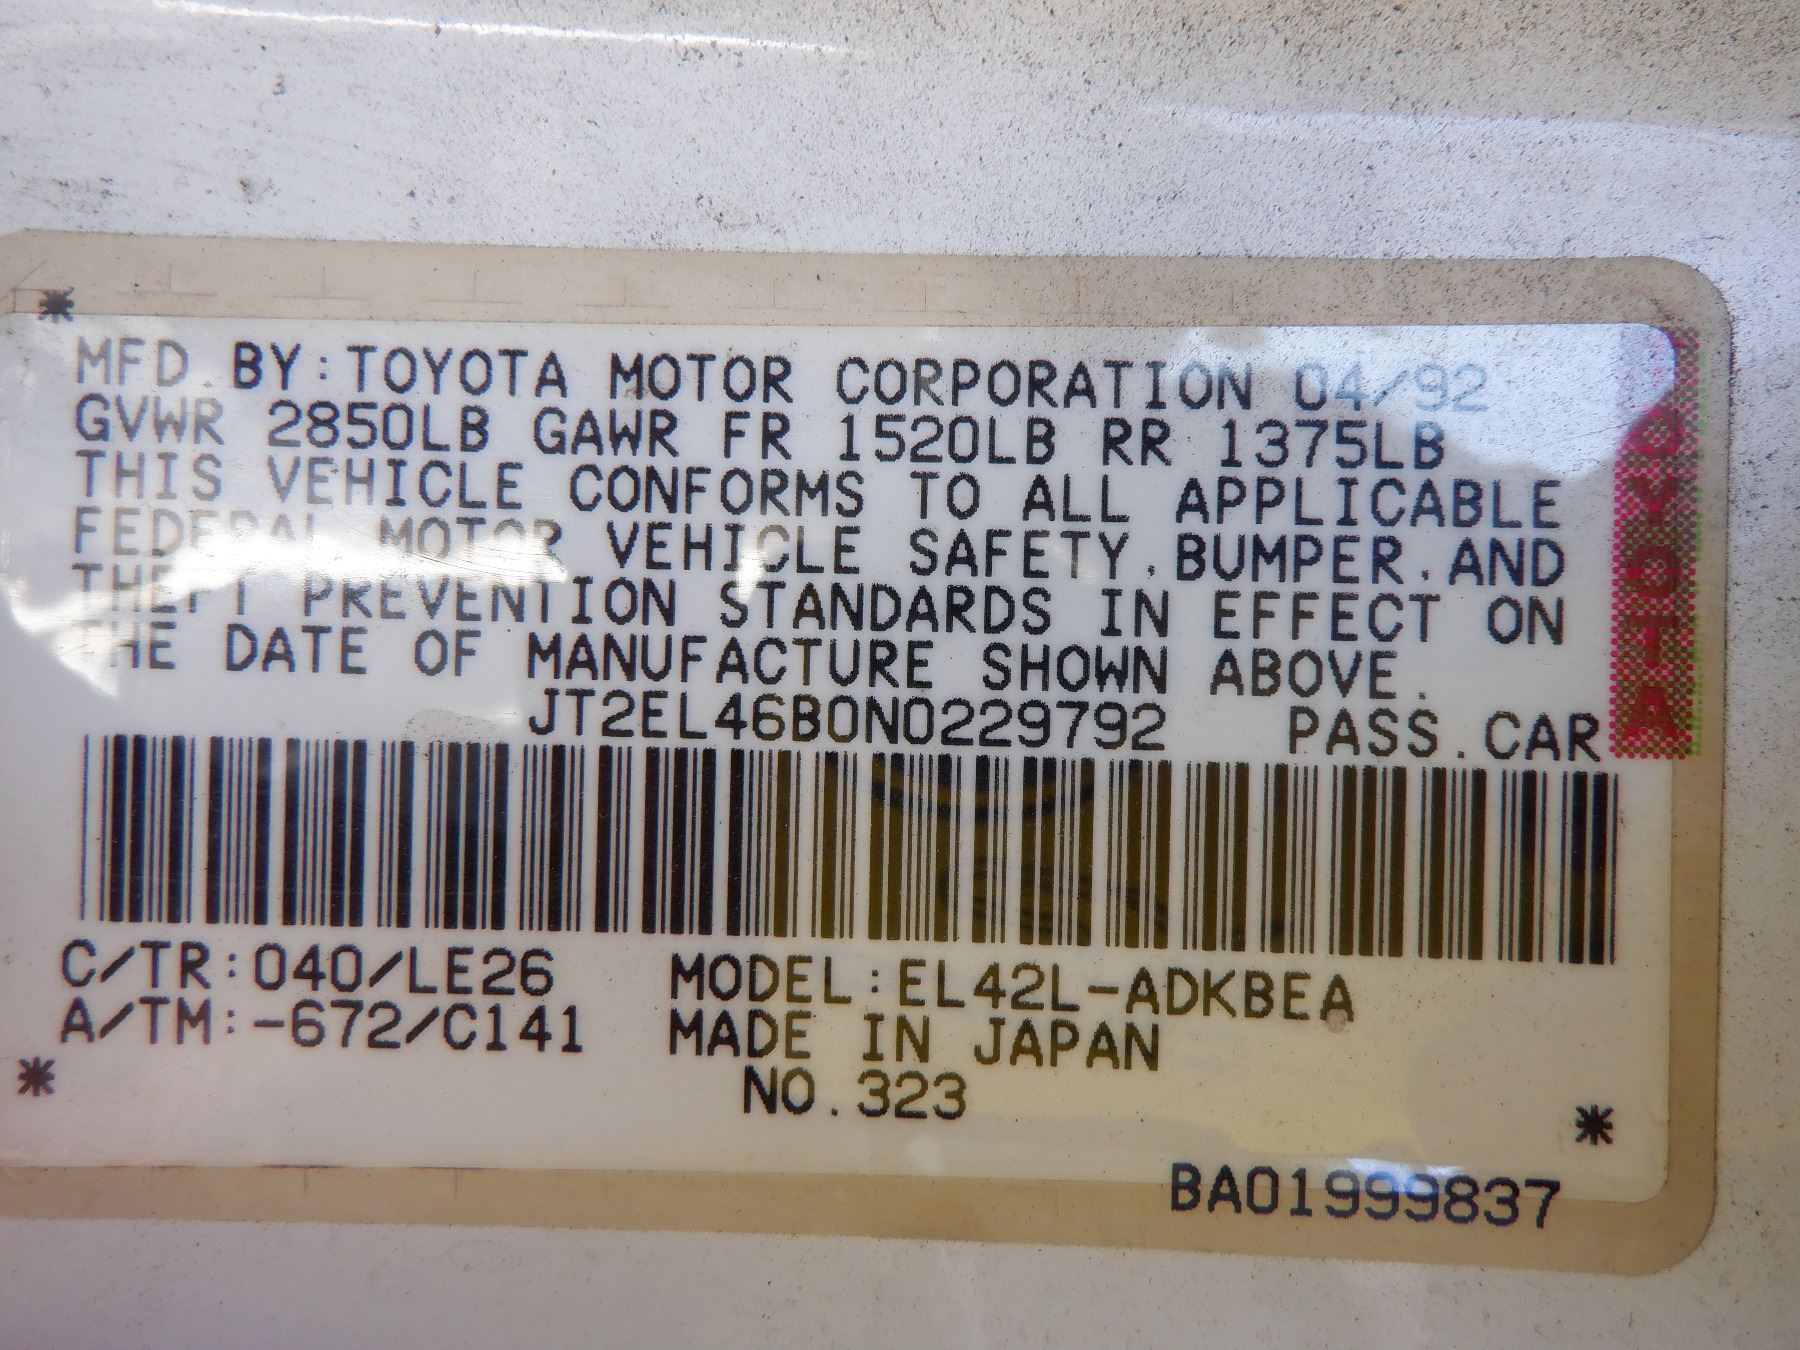 MFD. BY:TOYOTA MOTOR CORPORATION 04/92
GVWR 2850LB GAWR FR 1520LB RR 1375LB
THIS VEHICLE CONFORMS TO ALL APPLICABLE
FEDERAL MOTOR VEHICLE SAFETY,BUMPER,AND
THEFT PREVENTION STANDARDS IN EFFECT ON
THE DATE OF MANUFACTURE SHOWN ABOVE.
JT2EL46B0N0229792 PASS.CAR
TOYOTA
C/TR:040/LE26 MODEL:EL42L-ADKBEA
A/TM:-672/C141 MADE IN JAPAN
NO.323
BA01999837